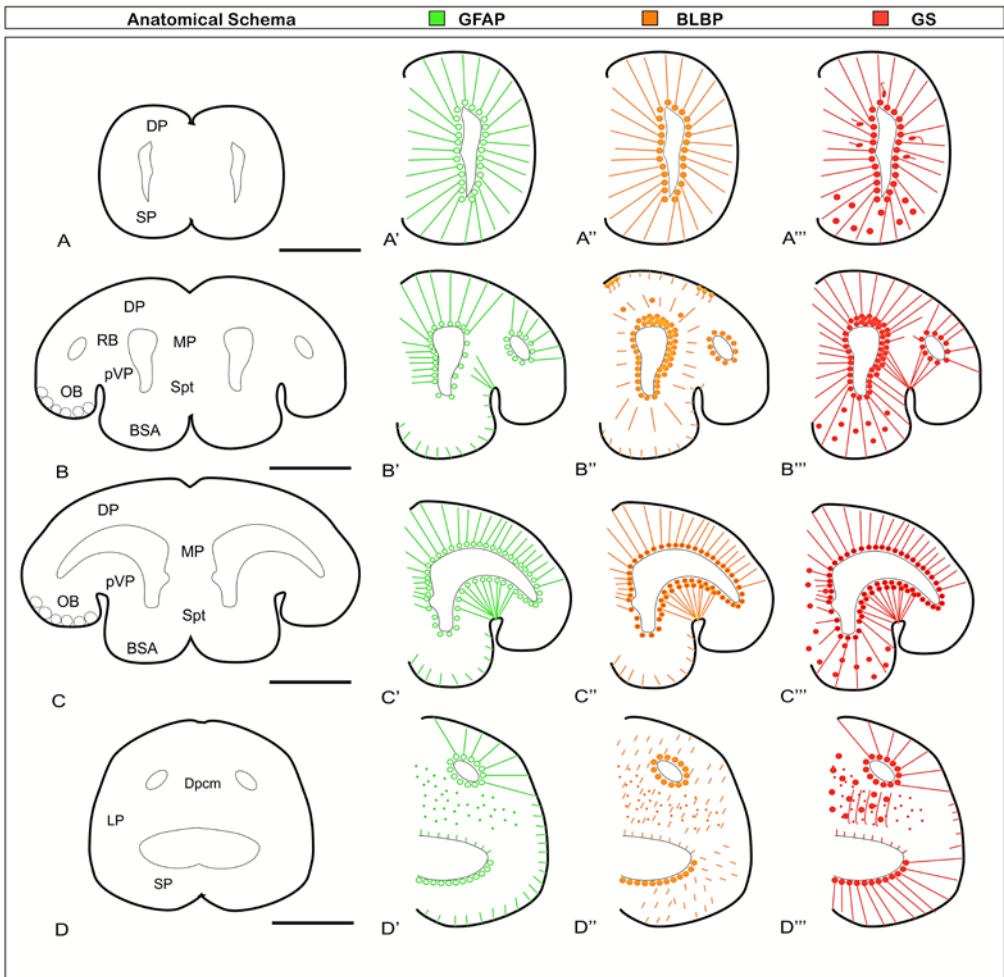 Anatomical Schema GFAP BLBP GS
DP
SP
A A' A'' A'''
DP
RB MP
pVP
OB Spt
BSA
B B' B'' B'''
DP
MP
pVP
OB
Spt
BSA
C C' C'' C'''
Dpcm
LP
SP
D D' D'' D'''